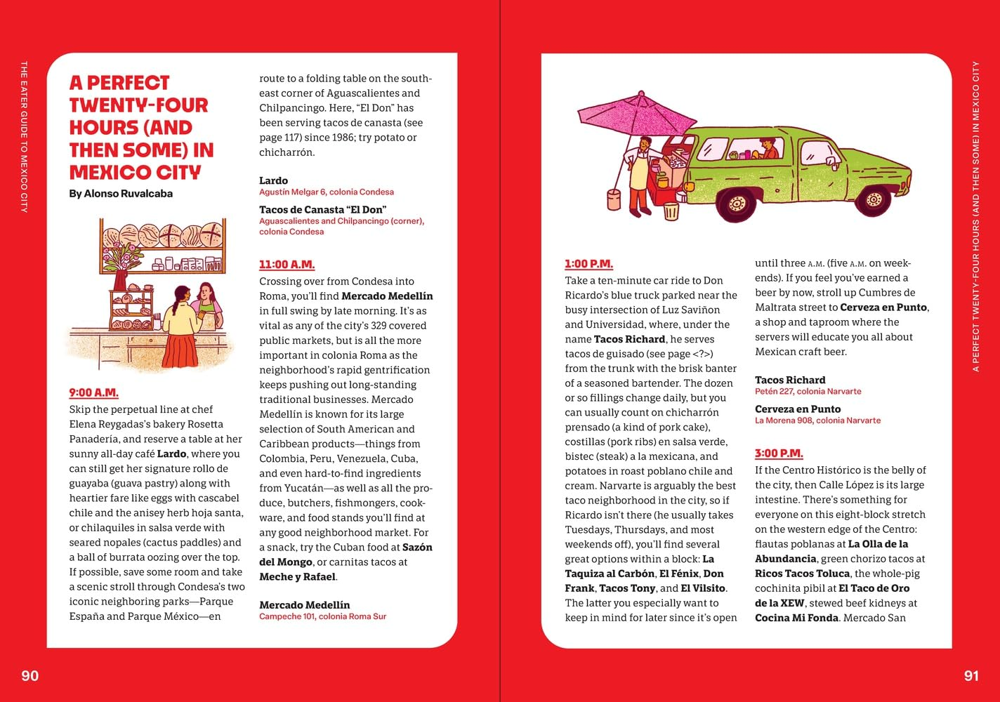 THE EATER GUIDE TO MEXICO CITY
A PERFECT
TWENTY-FOUR
HOURS (AND
THEN SOME) IN
MEXICO CITY
By Alonso Ruvalcaba
9:00 A.M.
Skip the perpetual line at chef
Elena Reygadas’s bakery Rosetta
Panadería, and reserve a table at her
sunny all-day café Lardo, where you
can still get her signature rollo de
guayaba (guava pastry) along with
heartier fare like eggs with cascabel
chile and the anisey herb hoja santa,
or chilaquiles in salsa verde with
seared nopales (cactus paddles) and
a ball of burrata oozing over the top.
If possible, save some room and take
a scenic stroll through Condesa’s two
iconic neighboring parks—Parque
España and Parque México—en
route to a folding table on the south-
east corner of Aguascalientes and
Chilpancingo. Here, “El Don” has
been serving tacos de canasta (see
page 117) since 1986; try potato or
chicharrón.
Lardo
Agustín Melgar 6, colonia Condesa
Tacos de Canasta “El Don”
Aguascalientes and Chilpancingo (corner),
colonia Condesa
11:00 A.M.
Crossing over from Condesa into
Roma, you’ll find Mercado Medellín
in full swing by late morning. It’s as
vital as any of the city’s 329 covered
public markets, but is all the more
important in colonia Roma as the
neighborhood’s rapid gentrification
keeps pushing out long-standing
traditional businesses. Mercado
Medellín is known for its large
selection of South American and
Caribbean products—things from
Colombia, Peru, Venezuela, Cuba,
and even hard-to-find ingredients
from Yucatán—as well as all the pro-
duce, butchers, fishmongers, cook-
ware, and food stands you’ll find at
any good neighborhood market. For
a snack, try the Cuban food at Sazón
del Mongo, or carnitas tacos at
Meche y Rafael.
Mercado Medellín
Campeche 101, colonia Roma Sur
90
1:00 P.M.
Take a ten-minute car ride to Don
Ricardo’s blue truck parked near the
busy intersection of Luz Saviñon
and Universidad, where, under the
name Tacos Richard, he serves
tacos de guisado (see page <?>)
from the trunk with the brisk banter
of a seasoned bartender. The dozen
or so fillings change daily, but you
can usually count on chicharrón
prensado (a kind of pork cake),
costillas (pork ribs) en salsa verde,
bistec (steak) a la mexicana, and
potatoes in roast poblano chile and
cream. Narvarte is arguably the best
taco neighborhood in the city, so if
Ricardo isn’t there (he usually takes
Tuesdays, Thursdays, and most
weekends off), you’ll find several
great options within a block: La
Taquiza al Carbón, El Fénix, Don
Frank, Tacos Tony, and El Vilsito.
The latter you especially want to
keep in mind for later since it’s open
until three A.M. (five A.M. on week-
ends). If you feel you’ve earned a
beer by now, stroll up Cumbres de
Maltrata street to Cerveza en Punto,
a shop and taproom where the
servers will educate you all about
Mexican craft beer.
Tacos Richard
Petén 227, colonia Narvarte
Cerveza en Punto
La Morena 908, colonia Narvarte
3:00 P.M.
If the Centro Histórico is the belly of
the city, then Calle López is its large
intestine. There’s something for
everyone on this eight-block stretch
on the western edge of the Centro:
flautas poblanas at La Olla de la
Abundancia, green chorizo tacos at
Ricos Tacos Toluca, the whole-pig
cochinita pibil at El Taco de Oro
de la XEW, stewed beef kidneys at
Cocina Mi Fonda. Mercado San
A PERFECT TWENTY-FOUR HOURS (AND THEN SOME) IN MEXICO CITY
91